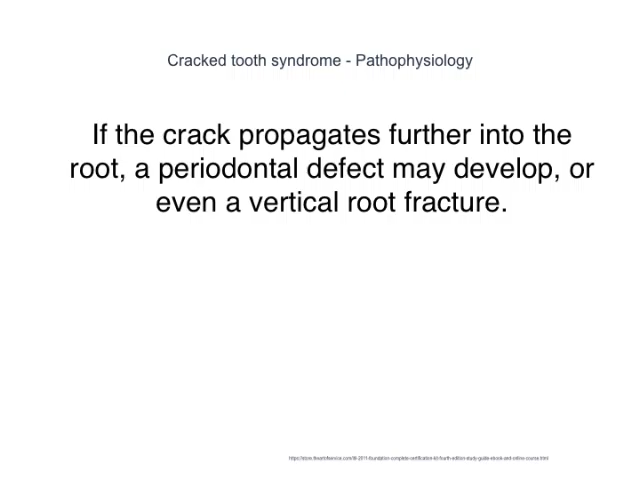 Cracked tooth syndrome - Pathophysiology
If the crack propagates further into the
root, a periodontal defect may develop, or
even a vertical root fracture.